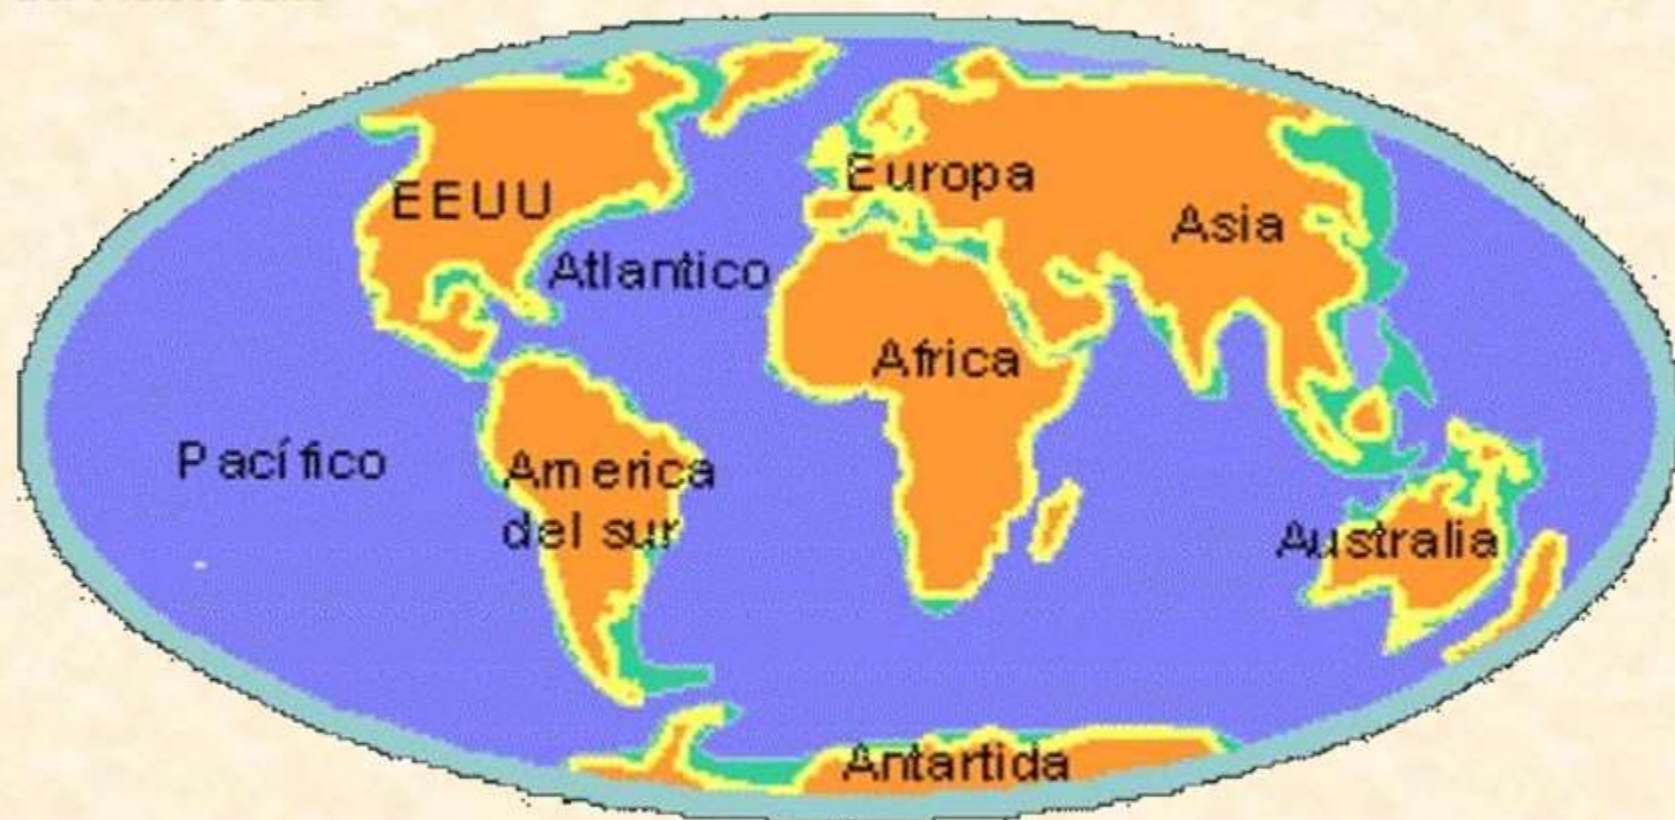 EEUU
Europa
Asia
Atlantico
Africa
Pacífico
America
del sur
Australia
Antartida